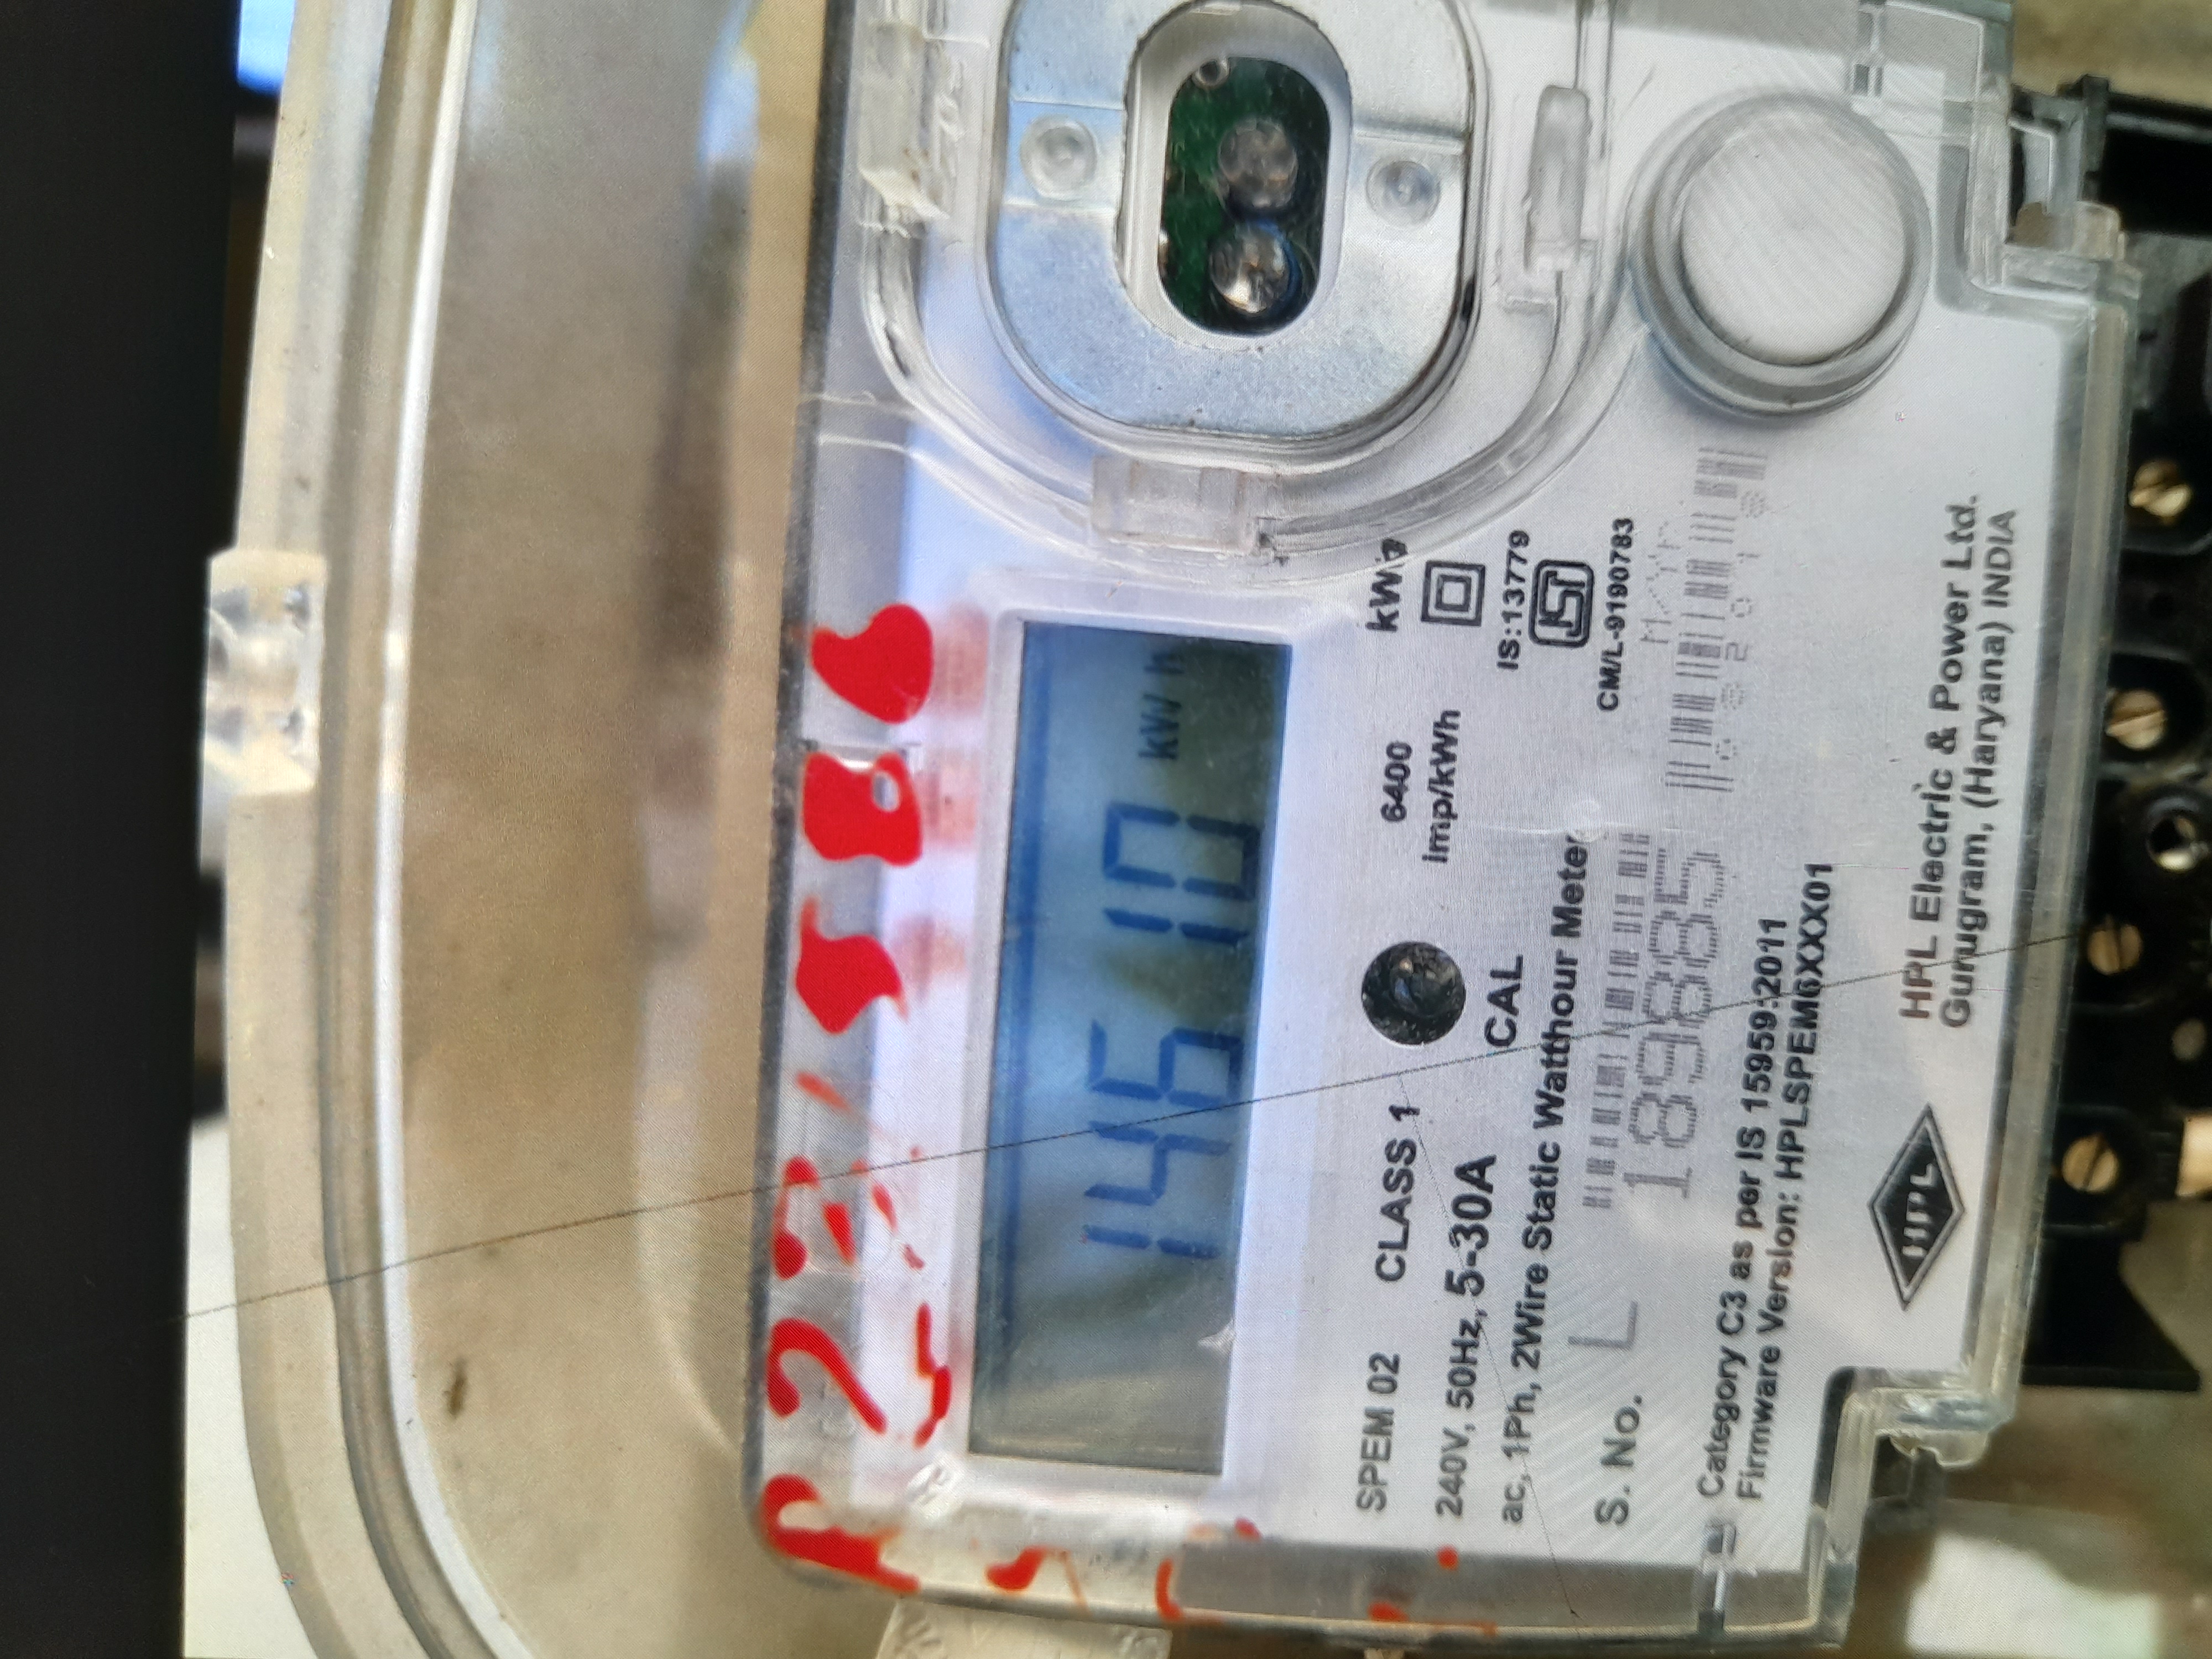 14610 kWh
SPEM 02 CLASS 1 6400 imp/kWh kWh
240V, 50Hz, 5-30A CAL
ac, 1Ph, 2Wire Static Watthour Meter
IS:13779
ISI
CM/L-9190783
S. No. L 189885
Category C3 as per IS 15959:2011
Firmware Version: HPLSPEM6XXX01
HPL
HPL Electric & Power Ltd.
Gurugram, (Haryana) INDIA